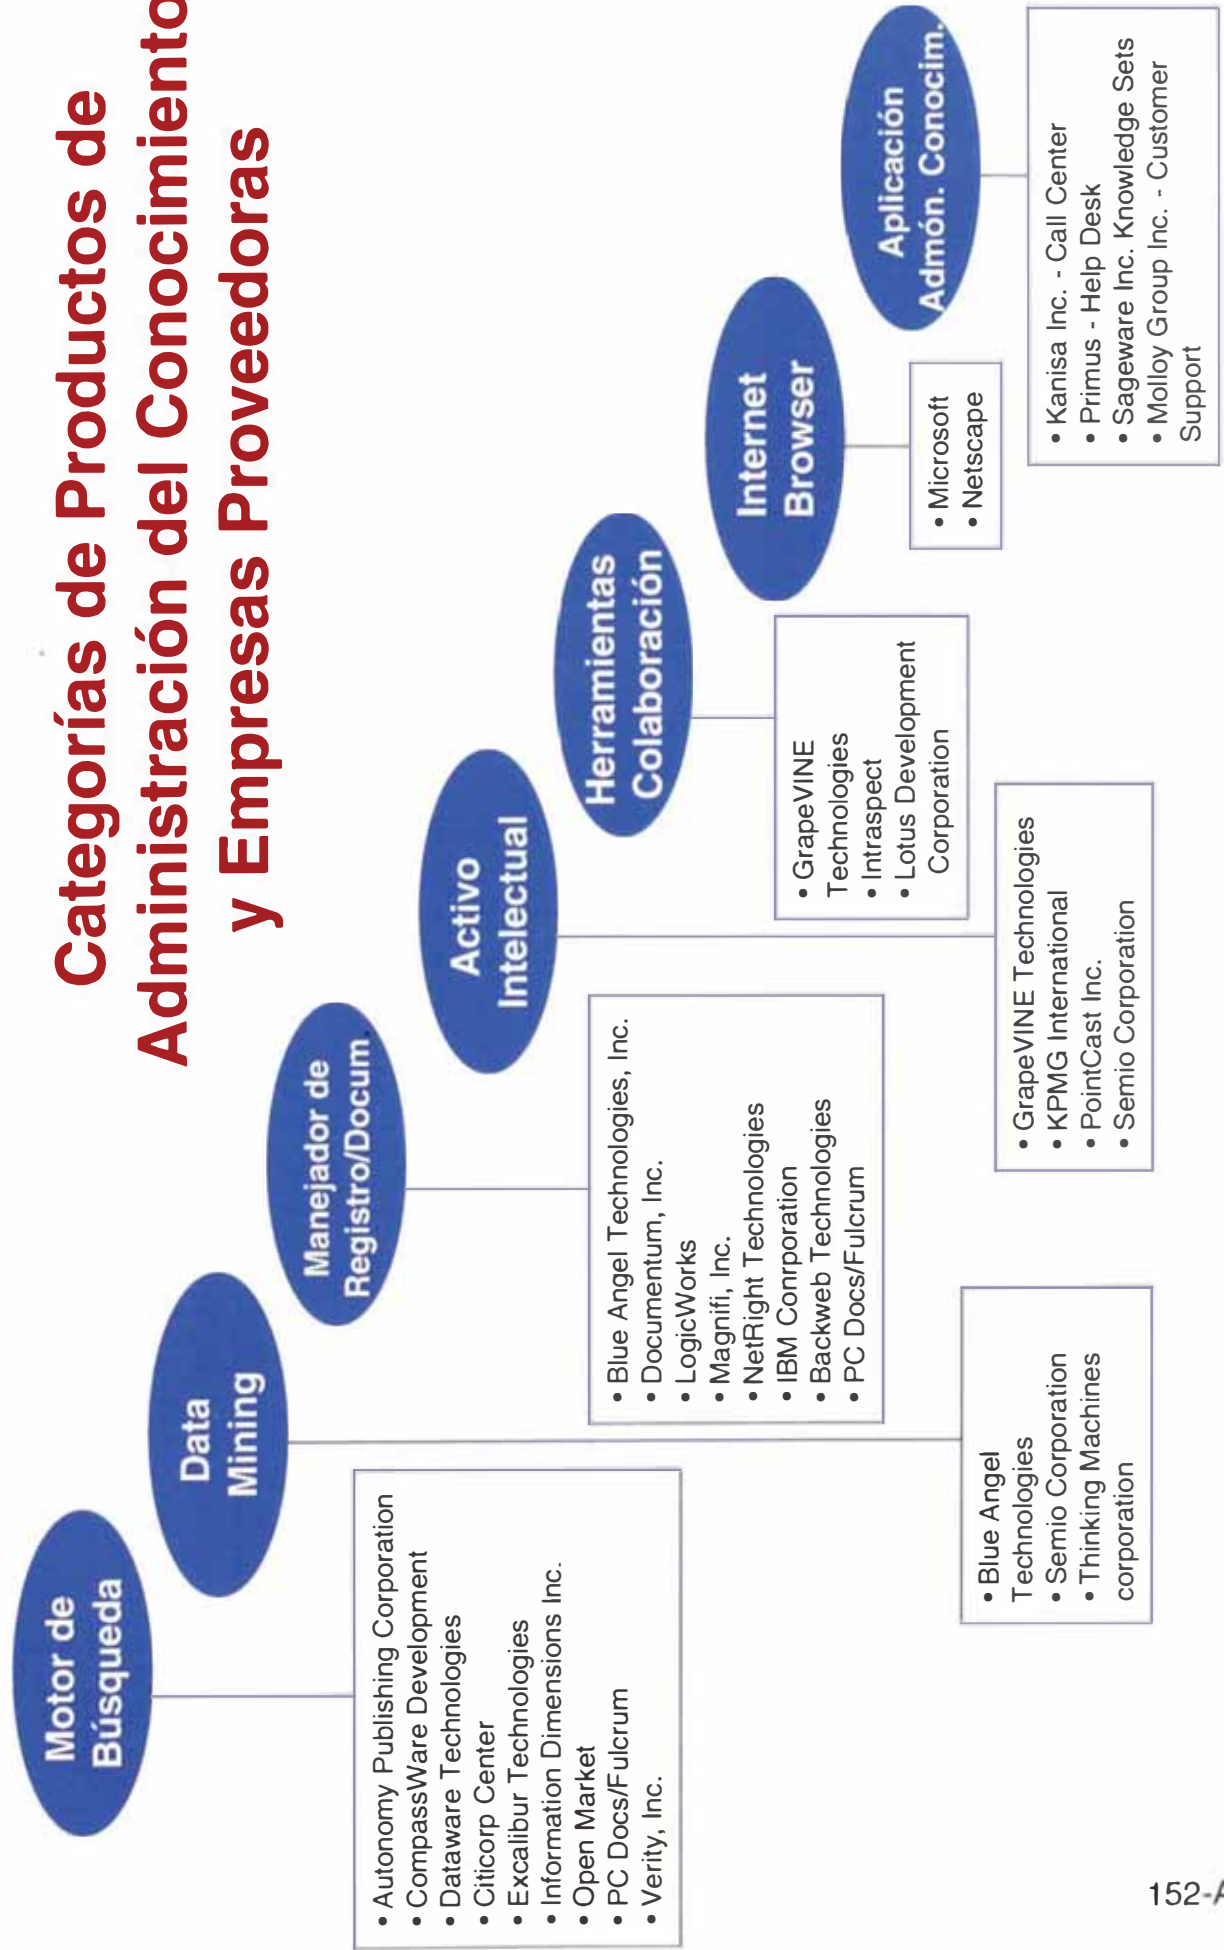 Categorías de Productos de
Administración del Conocimiento
y Empresas Proveedoras
Motor de
Búsqueda
• Autonomy Publishing Corporation
• CompassWare Development
• Dataware Technologies
• Citicorp Center
• Excalibur Technologies
• Information Dimensions Inc.
• Open Market
• PC Docs/Fulcrum
• Verity, Inc.
Data
Mining
• Blue Angel
Technologies
• Semio Corporation
• Thinking Machines
corporation
Manejador de
Registro/Docum.
• Blue Angel Technologies, Inc.
• Documentum, Inc.
• LogicWorks
• Magnifi, Inc.
• NetRight Technologies
• IBM Conrporation
• Backweb Technologies
• PC Docs/Fulcrum
Activo
Intelectual
• GrapeVINE Technologies
• KPMG International
• PointCast Inc.
• Semio Corporation
Herramientas
Colaboración
• GrapeVINE
Technologies
• Intraspect
• Lotus Development
Corporation
Internet
Browser
• Microsoft
• Netscape
Aplicación
Admón. Conocim.
• Kanisa Inc. - Call Center
• Primus - Help Desk
• Sageware Inc. Knowledge Sets
• Molloy Group Inc. - Customer
Support
152-A